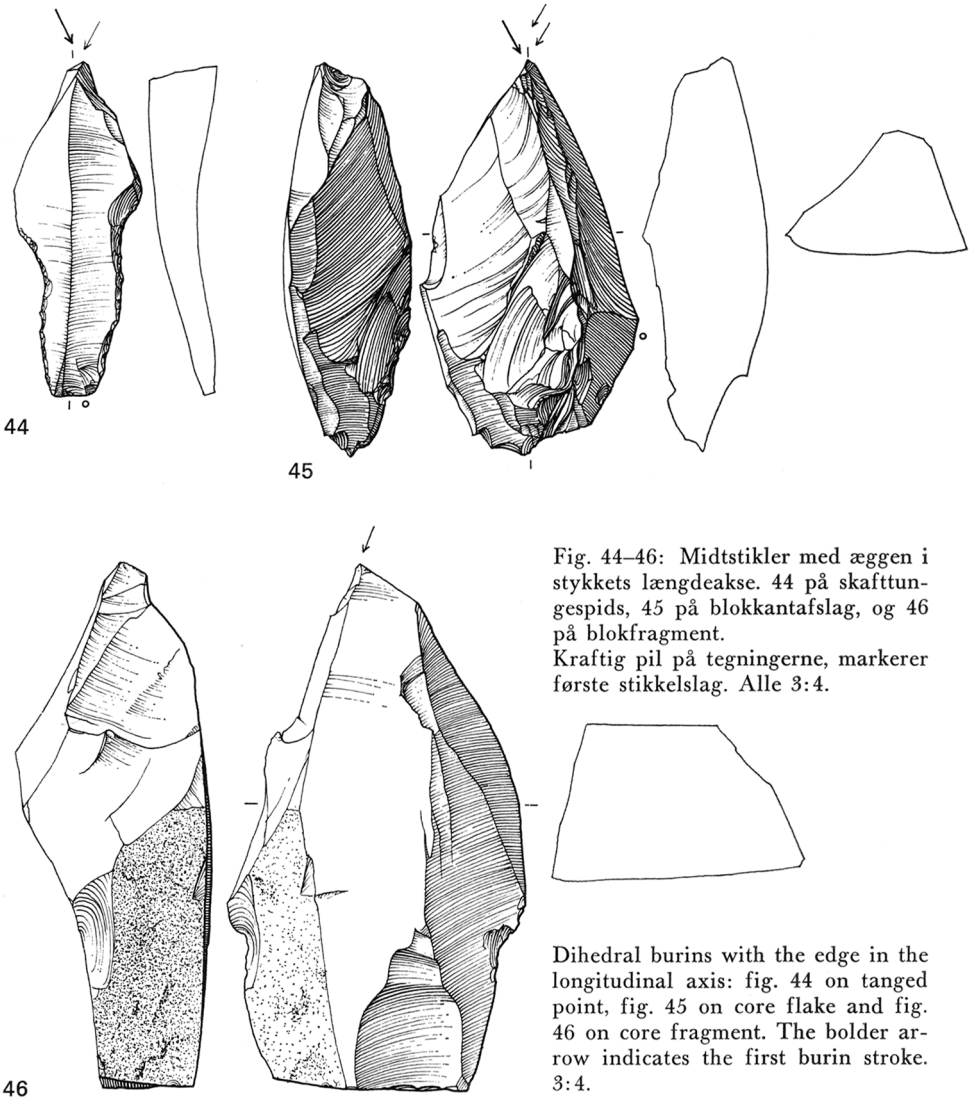 44
45
Fig. 44–46: Midtstikler med æggen i
stykkets længdeakse. 44 på skafttun-
gespids, 45 på blokkantafslag, og 46
på blokfragment.
Kraftig pil på tegningerne, markerer
første stikkelslag. Alle 3:4.
Dihedral burins with the edge in the
longitudinal axis: fig. 44 on tanged
point, fig. 45 on core flake and fig.
46 on core fragment. The bolder ar-
row indicates the first burin stroke.
3:4.
46